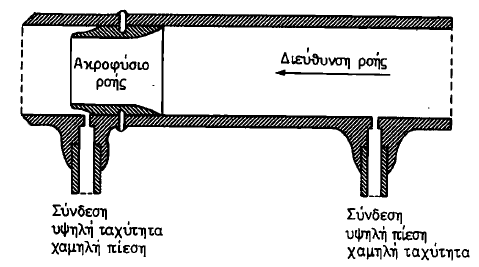 Ακροφύσιο
ροής
Διεύθυνση ροής
Σύνδεση
υψηλή ταχύτητα
χαμηλή πίεση
Σύνδεση
υψηλή πίεση
χαμηλή ταχύτητα